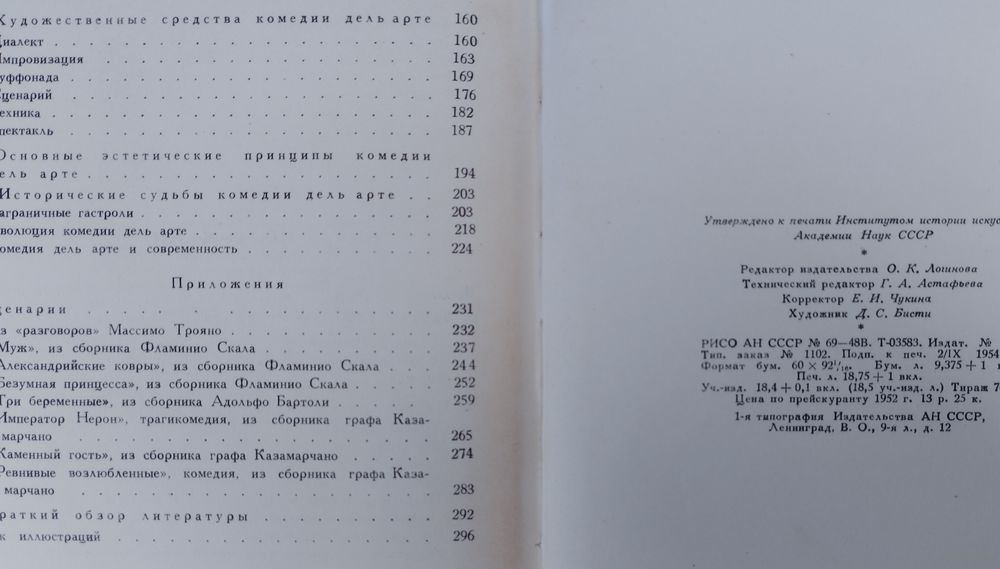 Художественные средства комедии дель арте 160
Диалект 160
Импровизация 163
Буффонада 169
Сценарий 176
Техника 182
Спектакль 187
Основные эстетические принципы комедии
дель арте 194
Исторические судьбы комедии дель арте 203
Заграничные гастроли 203
Эволюция комедии дель арте 218
Комедия дель арте и современность 224
Приложения
Сценарии 231
Из «разговоров» Массимо Трояно 232
«Муж», из сборника Фламинио Скала 237
«Александрийские ковры», из сборника Фламинио Скала 244
«Безумная принцесса», из сборника Фламинио Скала 252
«Три беременные», из сборника Адольфо Бартоли 259
«Император Нерон», трагикомедия, из сборника графа Каза-
марчано 265
«Каменный гость», из сборника графа Казамарчано 274
«Ревнивые возлюбленные», комедия, из сборника графа Каза-
марчано 283
Краткий обзор литературы 292
к иллюстраций 296
Утверждено к печати Институтом истории искус
Академии Наук СССР
*
Редактор издательства О. К. Логинова
Технический редактор Г. А. Астафьева
Корректор Е. И. Чукина
Художник Д. С. Бисти
*
РИСО АН СССР № 69—48В. Т-03583. Издат. №
Тип. заказ № 1102. Подп. к печ. 2/IX 1954
Формат бум. 60 × 92 1/16. Бум. л. 9,375 + 1
Печ. л. 18,75 + 1 вкл.
Уч.-изд. 18,4 + 0,1 вкл. (18,5 уч.-изд. л.) Тираж 7
Цена по прейскуранту 1952 г. 13 р. 25 к.
1-я типография Издательства АН СССР,
Ленинград, В. О., 9-я л., д. 12